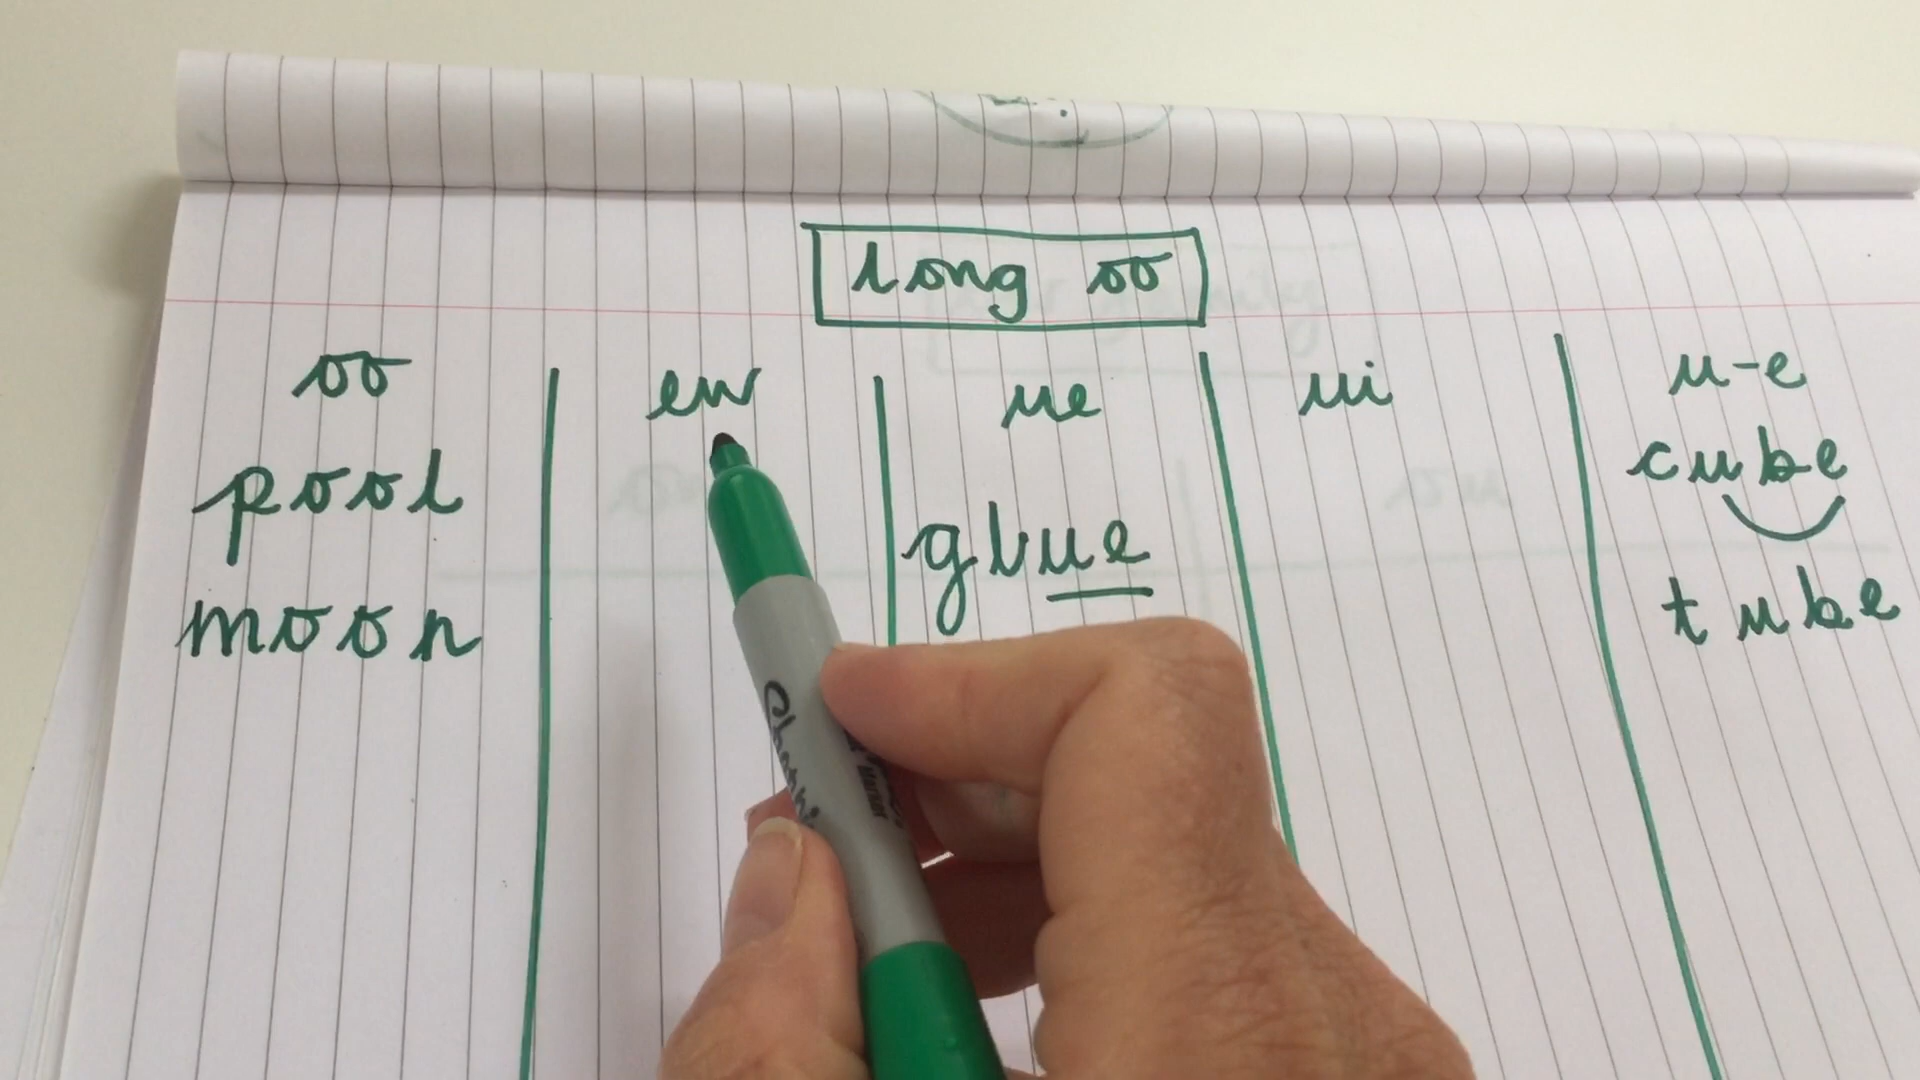 long oo
oo ew ue ui u-e
pool glue cube
moon tube